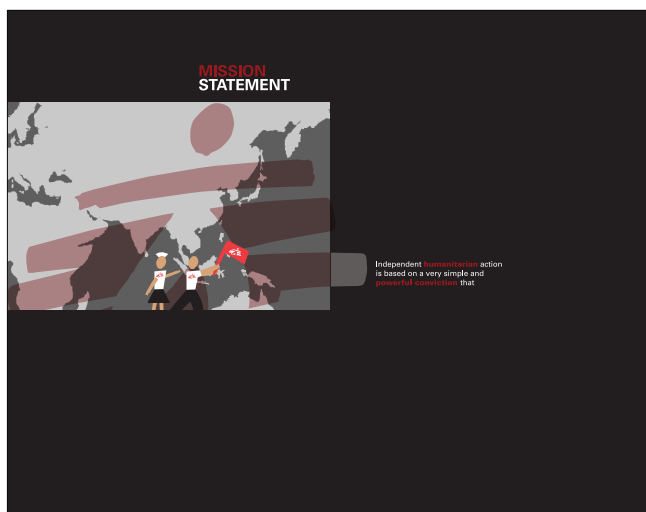 MISSION
STATEMENT
Independent humanitarian action
is based on a very simple and
powerful conviction that